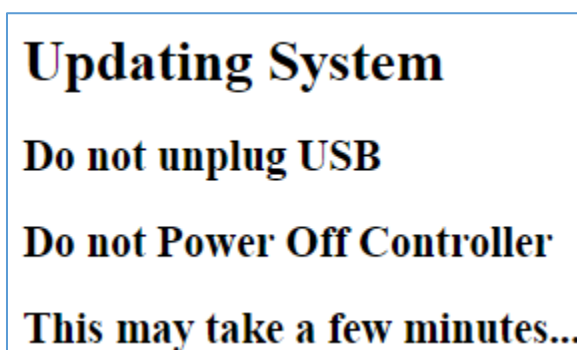 Updating System
Do not unplug USB
Do not Power Off Controller
This may take a few minutes...